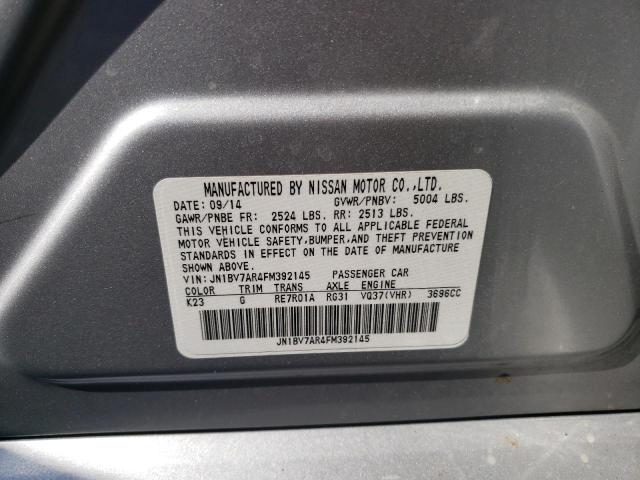 MANUFACTURED BY NISSAN MOTOR CO.,LTD.
DATE: 09/14 GVWR/PNBV: 5004 LBS.
GAWR/PNBE FR: 2524 LBS. RR: 2513 LBS.
THIS VEHICLE CONFORMS TO ALL APPLICABLE FEDERAL
MOTOR VEHICLE SAFETY,BUMPER,AND THEFT PREVENTION
STANDARDS IN EFFECT ON THE DATE OF MANUFACTURE
SHOWN ABOVE.
VIN: JN1BV7AR4FM392145 PASSENGER CAR
COLOR TRIM TRANS AXLE ENGINE
K23 G RE7R01A RG31 VQ37(VHR) 3696CC
JN1BV7AR4FM392145